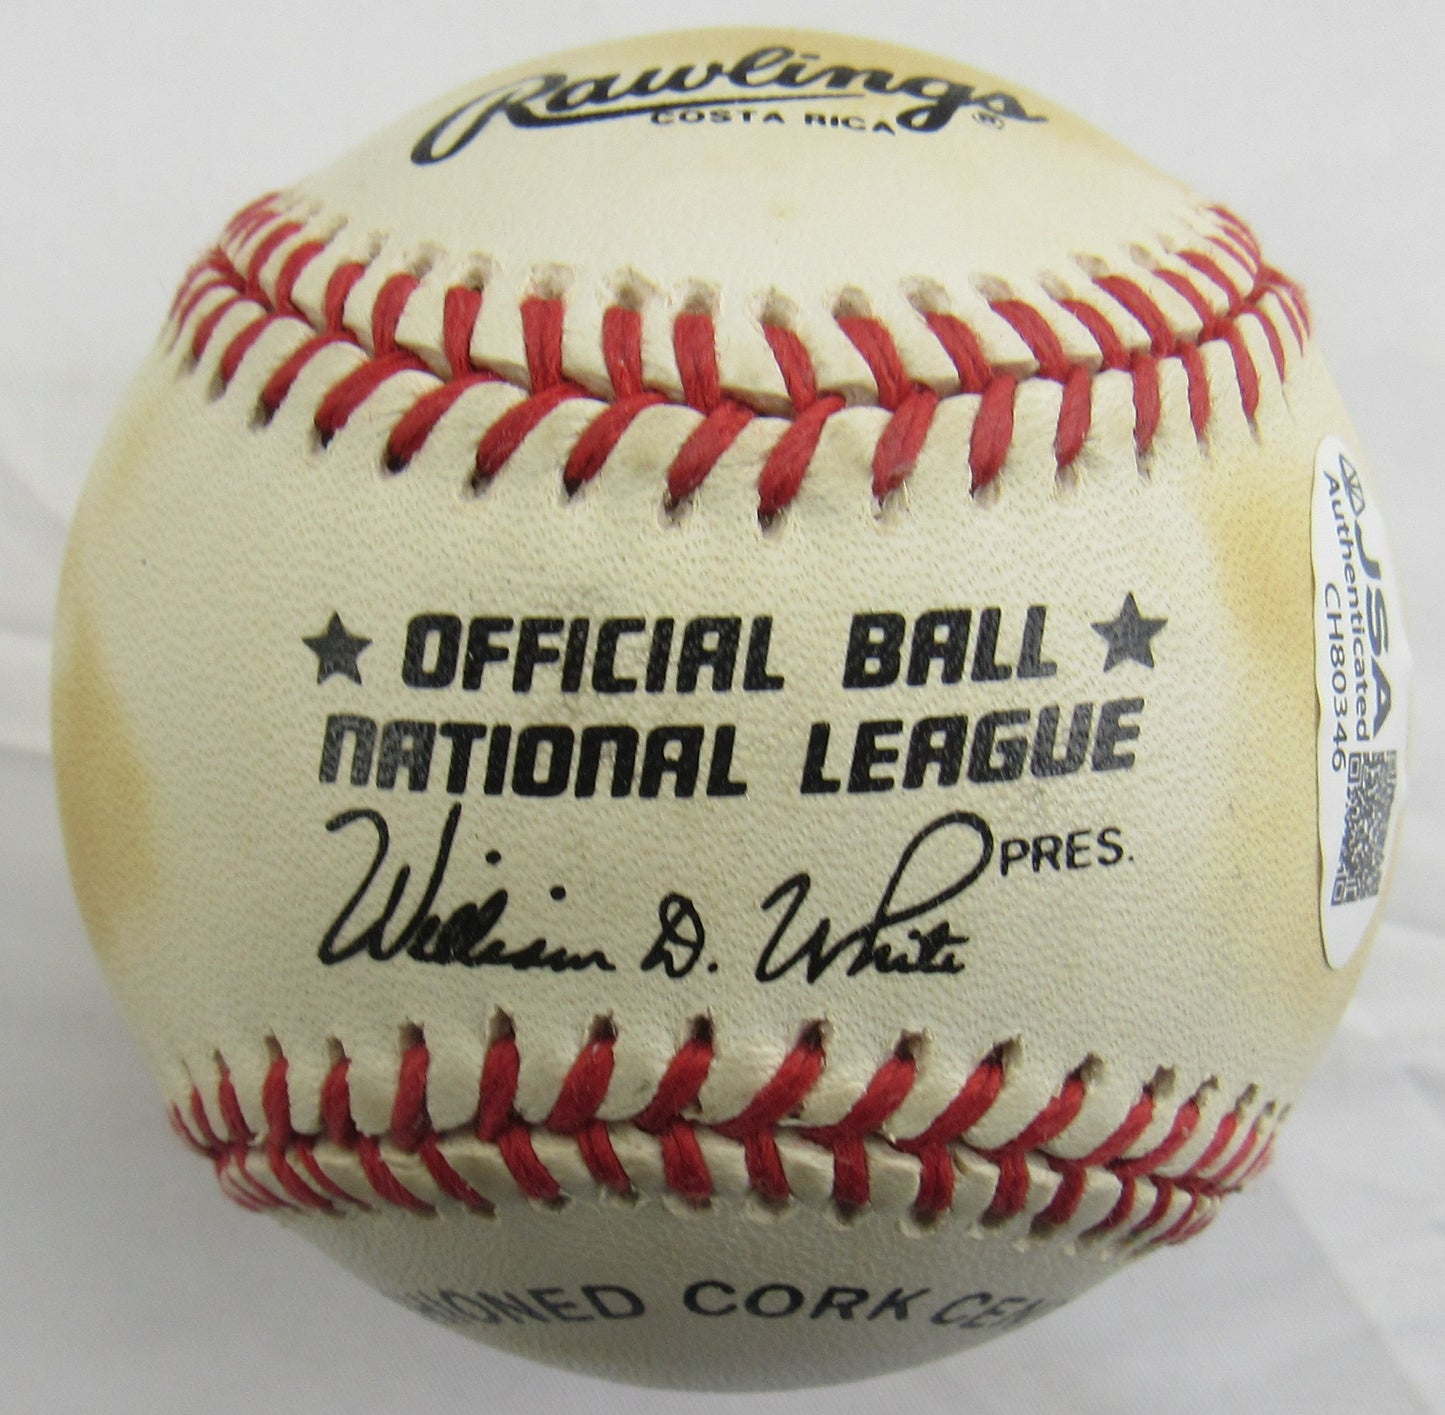 Rawlings®
COSTA RICA
★ OFFICIAL BALL ★
NATIONAL LEAGUE
William D. White PRES.
CORK
JSA
Authenticated
CH80346